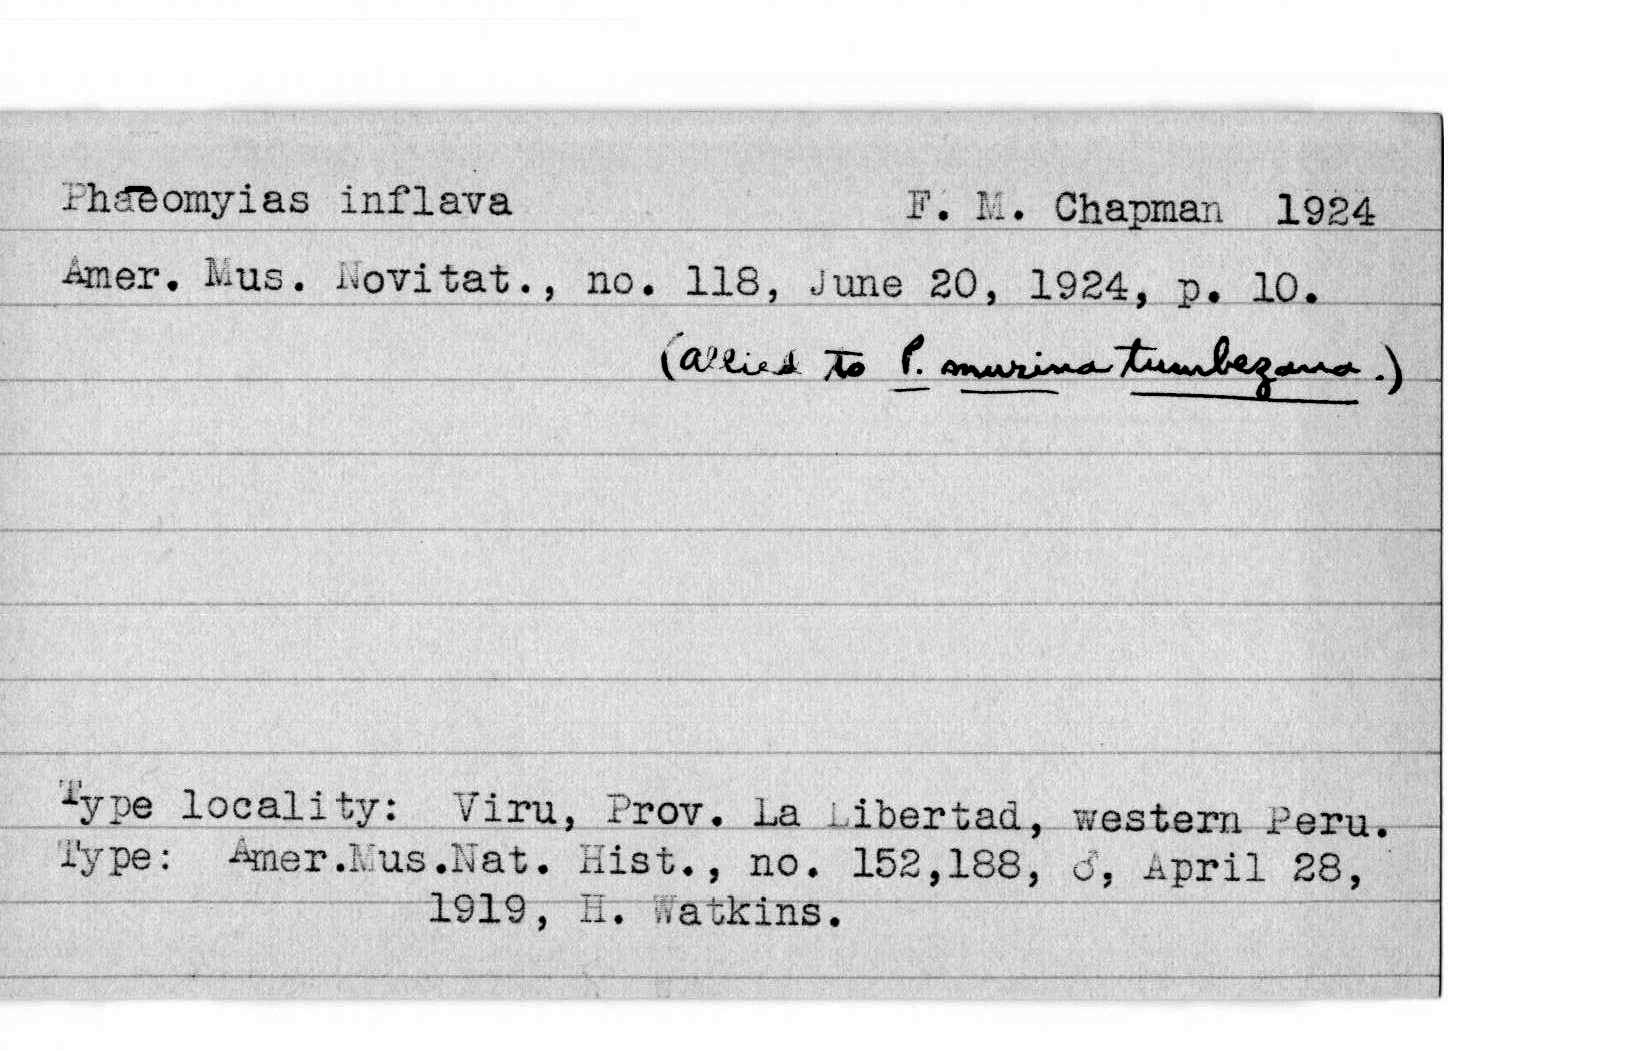 Phaeomyias inflava F. M. Chapman 1924
Amer. Mus. Novitat., no. 118, June 20, 1924, p. 10.
(allied to P. murina tumbezana.)
Type locality: Viru, Prov. La Libertad, western Peru.
Type: Amer.Mus.Nat. Hist., no. 152,188, ♂, April 28,
1919, H. Watkins.